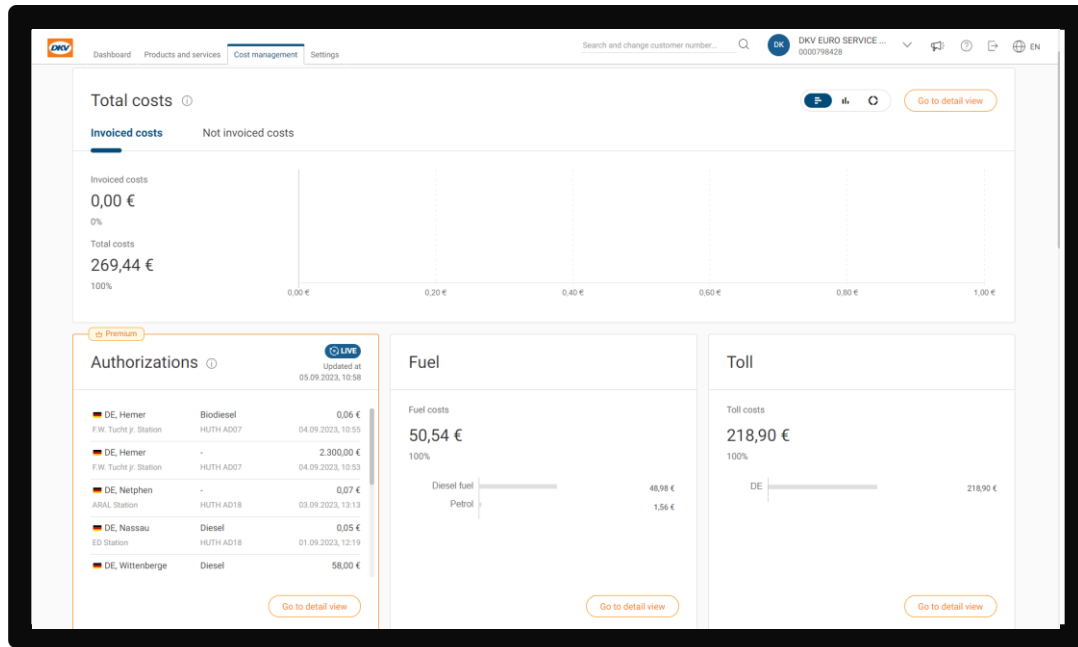 DKV
Dashboard Products and services Cost management Settings
Search and change customer number...
DK
DKV EURO SERVICE ...
0000798428
EN
Total costs
Go to detail view
Invoiced costs Not invoiced costs
Invoiced costs
0,00 €
0%
Total costs
269,44 €
100%
0,00 € 0,20 € 0,40 € 0,60 € 0,80 € 1,00 €
Premium
Authorizations
LIVE
Updated at
05.09.2023, 10:58
DE, Hemer Biodiesel 0,06 €
F.W. Tucht jr. Station HUTH AD07 04.09.2023, 10:55
DE, Hemer - 2.300,00 €
F.W. Tucht jr. Station HUTH AD07 04.09.2023, 10:53
DE, Netphen - 0,07 €
ARAL Station HUTH AD18 03.09.2023, 13:13
DE, Nassau Diesel 0,05 €
ED Station HUTH AD18 01.09.2023, 12:19
DE, Wittenberge Diesel 58,00 €
Go to detail view
Fuel
Fuel costs
50,54 €
100%
Diesel fuel 48,98 €
Petrol 1,56 €
Go to detail view
Toll
Toll costs
218,90 €
100%
DE 218,90 €
Go to detail view